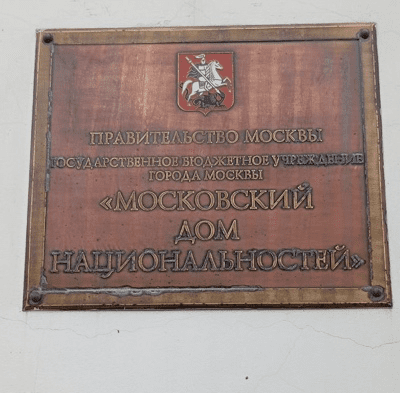 ПРАВИТЕЛЬСТВО МОСКВЫ
ГОСУДАРСТВЕННОЕ БЮДЖЕТНОЕ УЧРЕЖДЕНИЕ
ГОРОДА МОСКВЫ
«МОСКОВСКИЙ
ДОМ
НАЦИОНАЛЬНОСТЕЙ»